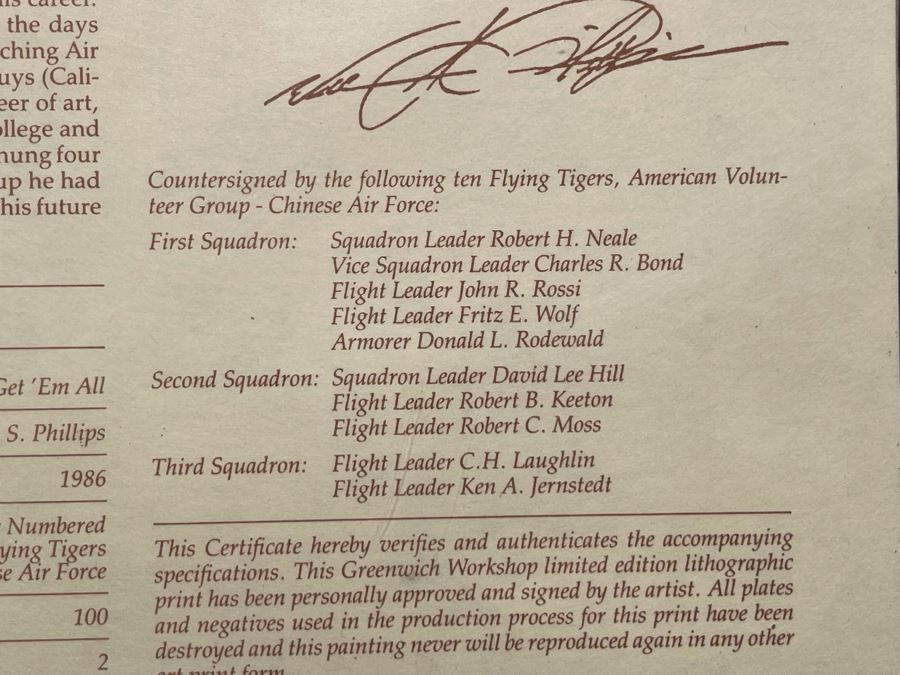 his career.
the days
ching Air
uys (Cali-
eer of art,
ollege and
hung four
up he had
his future
Get 'Em All
S. Phillips
1986
Numbered
ying Tigers
se Air Force
100
2
Countersigned by the following ten Flying Tigers, American Volun-
teer Group - Chinese Air Force:
First Squadron: Squadron Leader Robert H. Neale
Vice Squadron Leader Charles R. Bond
Flight Leader John R. Rossi
Flight Leader Fritz E. Wolf
Armorer Donald L. Rodewald
Second Squadron: Squadron Leader David Lee Hill
Flight Leader Robert B. Keeton
Flight Leader Robert C. Moss
Third Squadron: Flight Leader C.H. Laughlin
Flight Leader Ken A. Jernstedt
This Certificate hereby verifies and authenticates the accompanying
specifications. This Greenwich Workshop limited edition lithographic
print has been personally approved and signed by the artist. All plates
and negatives used in the production process for this print have been
destroyed and this painting never will be reproduced again in any other
art print form.